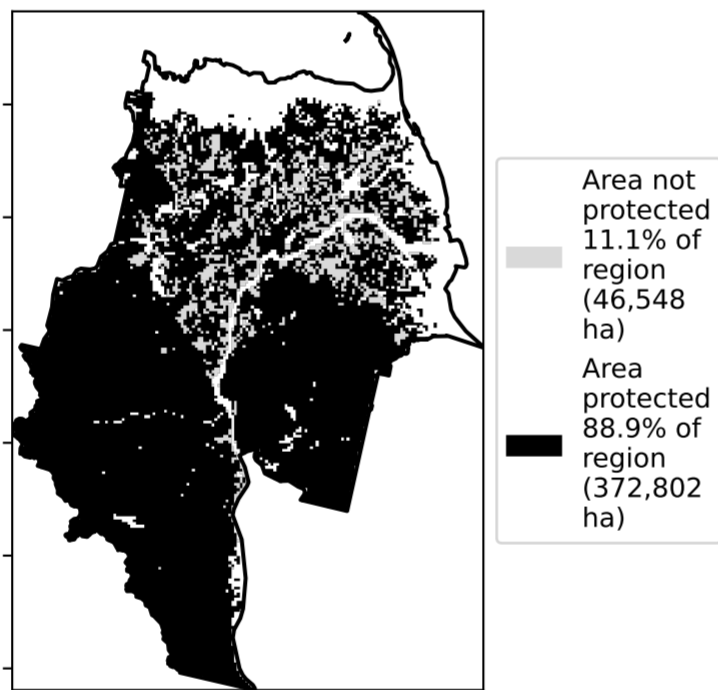 Area not
protected
11.1% of
region
(46,548
ha)
Area
protected
88.9% of
region
(372,802
ha)